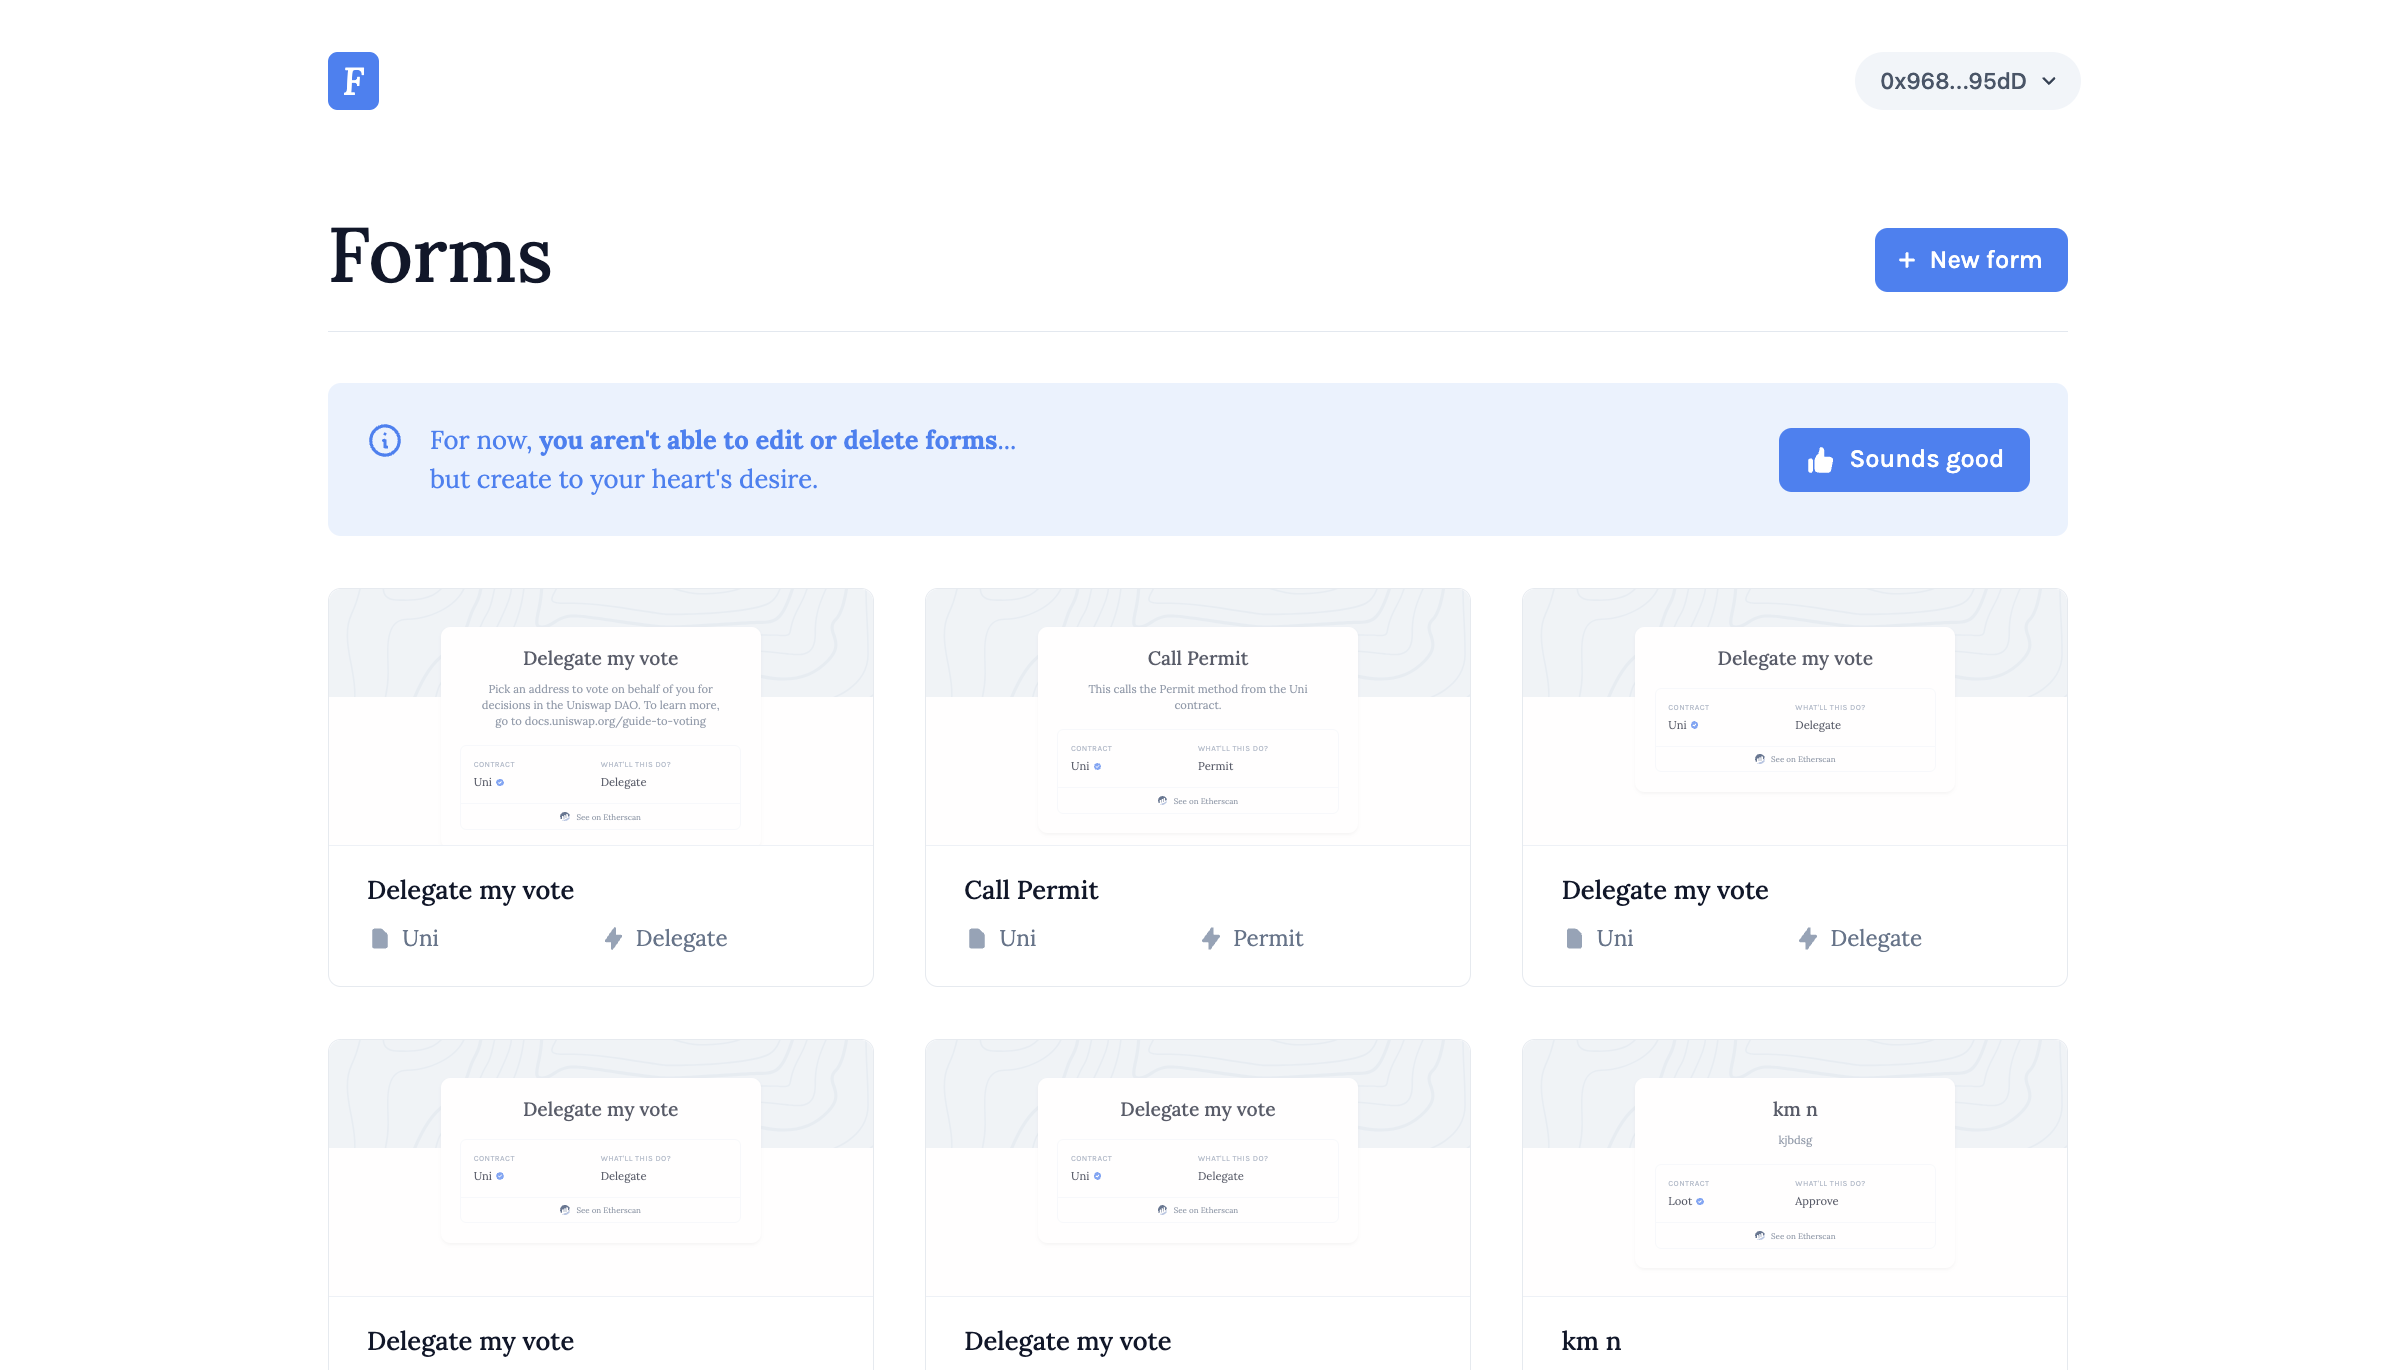 F
0x968...95dD
Forms
+ New form
For now, you aren't able to edit or delete forms...
but create to your heart's desire.
Sounds good
Delegate my vote
Pick an address to vote on behalf of you for
decisions in the Uniswap DAO. To learn more,
go to docs.uniswap.org/guide-to-voting
CONTRACT
WHAT'LL THIS DO?
Uni
Delegate
See on Etherscan
Delegate my vote
Uni
Delegate
Call Permit
This calls the Permit method from the Uni
contract.
CONTRACT
WHAT'LL THIS DO?
Uni
Permit
See on Etherscan
Call Permit
Uni
Permit
Delegate my vote
CONTRACT
WHAT'LL THIS DO?
Uni
Delegate
See on Etherscan
Delegate my vote
Uni
Delegate
Delegate my vote
CONTRACT
WHAT'LL THIS DO?
Uni
Delegate
See on Etherscan
Delegate my vote
Delegate my vote
CONTRACT
WHAT'LL THIS DO?
Uni
Delegate
See on Etherscan
Delegate my vote
km n
kjbdsg
CONTRACT
WHAT'LL THIS DO?
Loot
Approve
See on Etherscan
km n